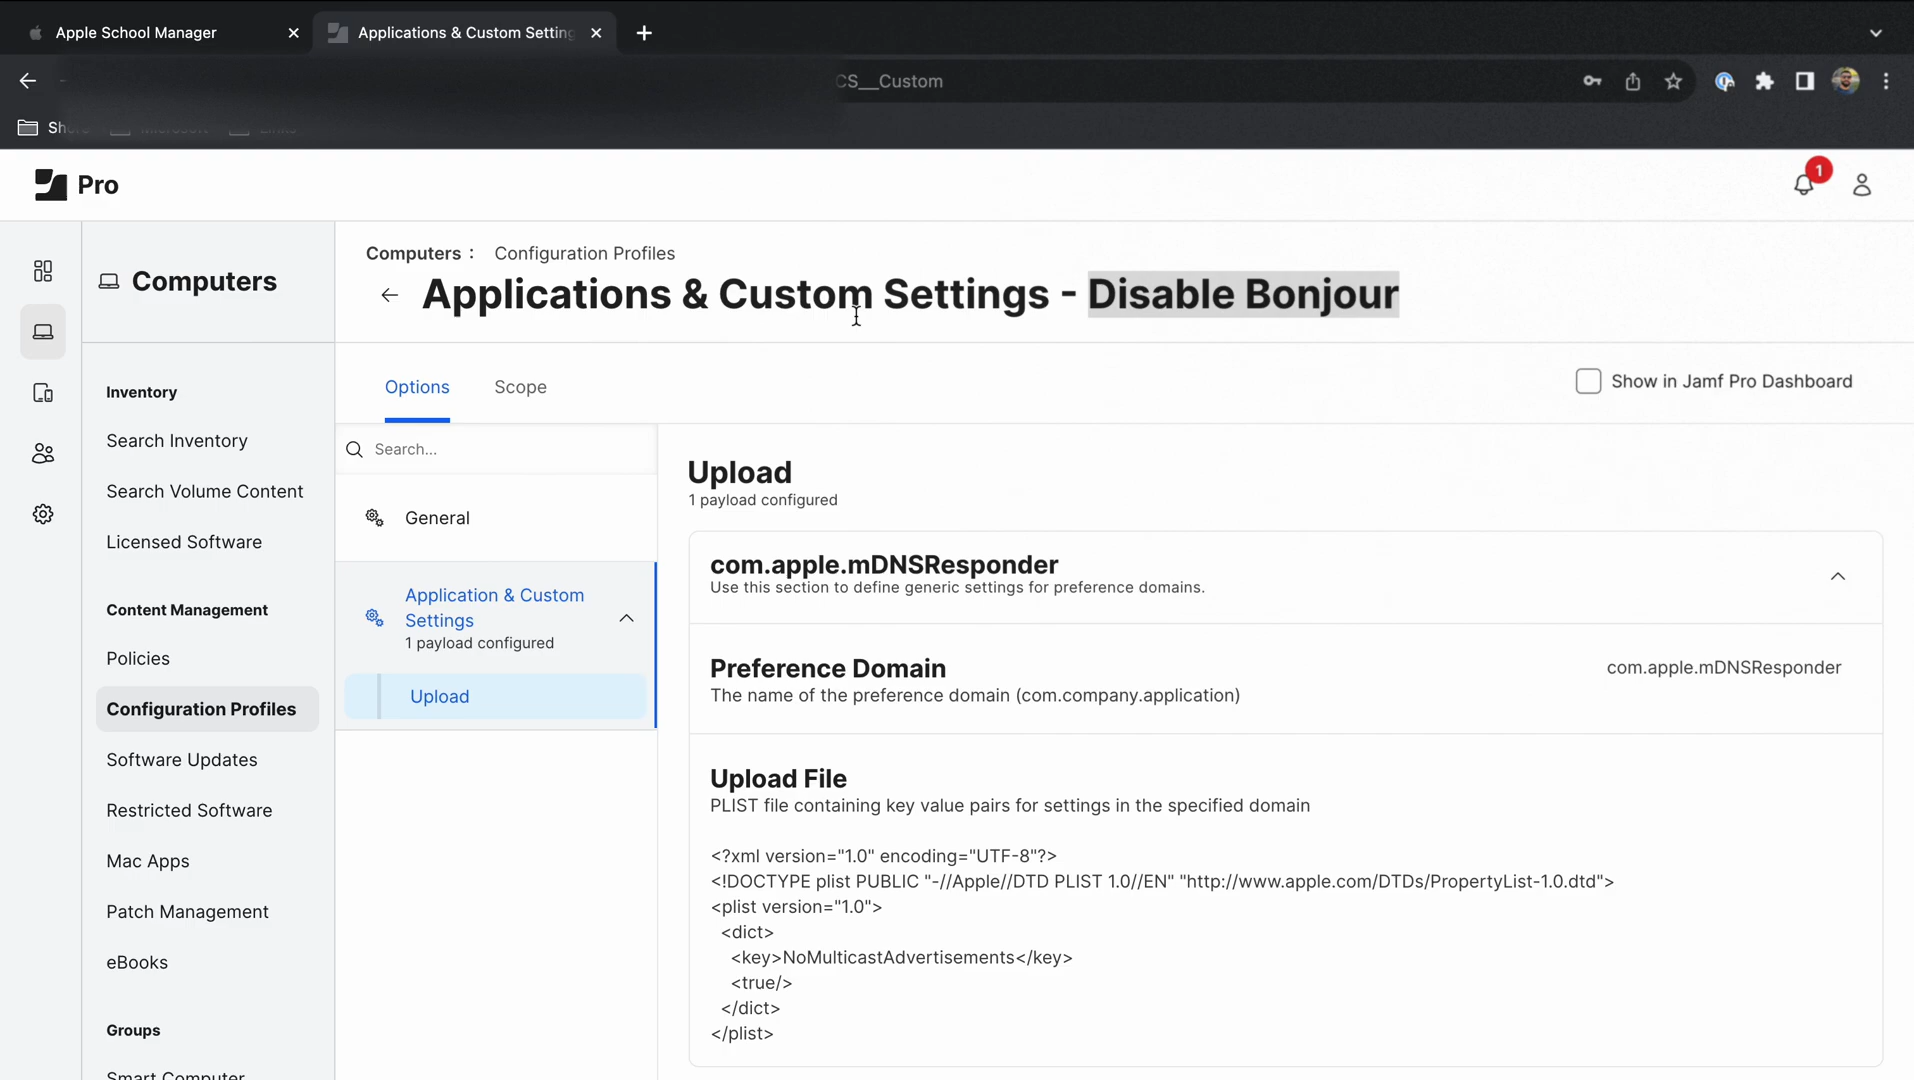 Apple School Manager
Applications & Custom Setting
CS__Custom
Pro
1
Computers
Computers : Configuration Profiles
Applications & Custom Settings - Disable Bonjour
Options
Scope
Show in Jamf Pro Dashboard
Inventory
Search Inventory
Search Volume Content
Licensed Software
Content Management
Policies
Configuration Profiles
Software Updates
Restricted Software
Mac Apps
Patch Management
eBooks
Groups
Smart Computer
Search...
General
Application & Custom
Settings
1 payload configured
Upload
Upload
1 payload configured
com.apple.mDNSResponder
Use this section to define generic settings for preference domains.
Preference Domain
The name of the preference domain (com.company.application)
com.apple.mDNSResponder
Upload File
PLIST file containing key value pairs for settings in the specified domain
<?xml version="1.0" encoding="UTF-8"?>
<!DOCTYPE plist PUBLIC "-//Apple//DTD PLIST 1.0//EN" "http://www.apple.com/DTDs/PropertyList-1.0.dtd">
<plist version="1.0">
<dict>
<key>NoMulticastAdvertisements</key>
<true/>
</dict>
</plist>